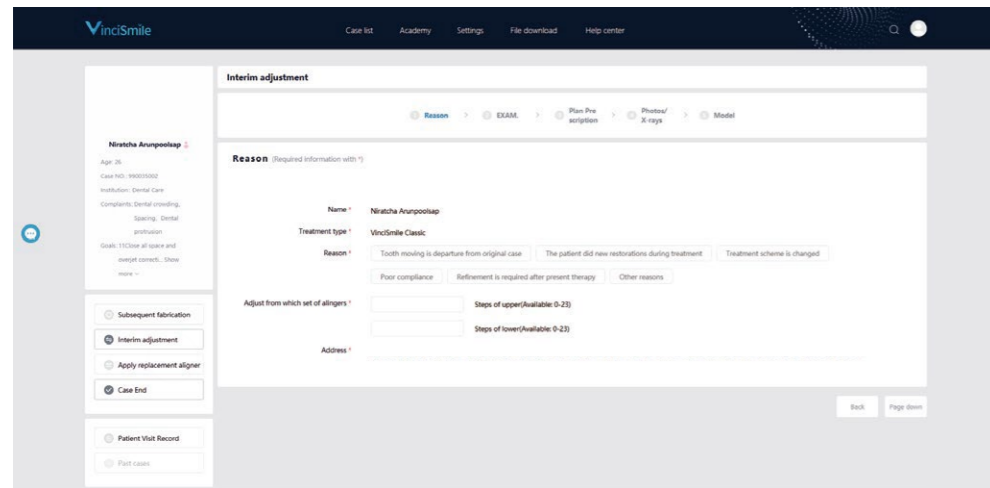 VinciSmile
Case list Academy Settings File download Help center
Niratcha Arunpoolsap
Age: 26
Case NO.: 990035002
Institution: Dental Care
Complaints: Dental crowding,
Spacing, Dental
protrusion
Goals: 11Close all space and
overjet correcti... Show
more
Subsequent fabrication
Interim adjustment
Apply replacement aligner
Case End
Patient Visit Record
Past cases
Interim adjustment
Reason > EXAM. > Plan Pre
scription > Photos/
X-rays > Model
Reason (Required information with *)
Name * Niratcha Arunpoolsap
Treatment type * VinciSmile Classic
Reason * Tooth moving is departure from original case The patient did new restorations during treatment Treatment scheme is changed
Poor compliance Refinement is required after present therapy Other reasons
Adjust from which set of alingers * Steps of upper(Available: 0-23)
Steps of lower(Available: 0-23)
Address *
Back Page down